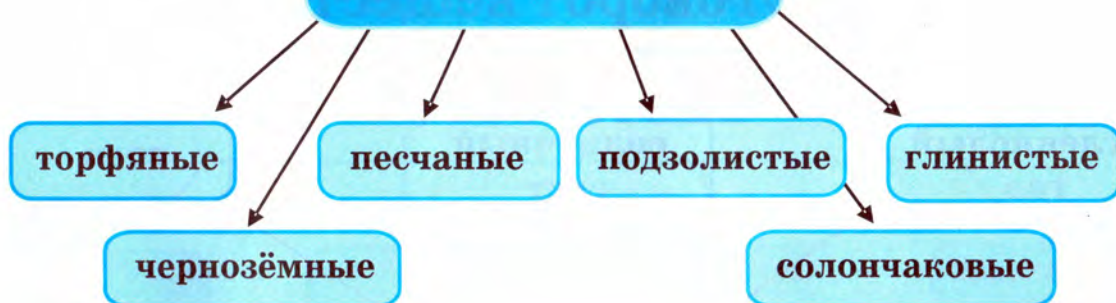 торфяные
песчаные
подзолистые
глинистые
чернозёмные
солончаковые